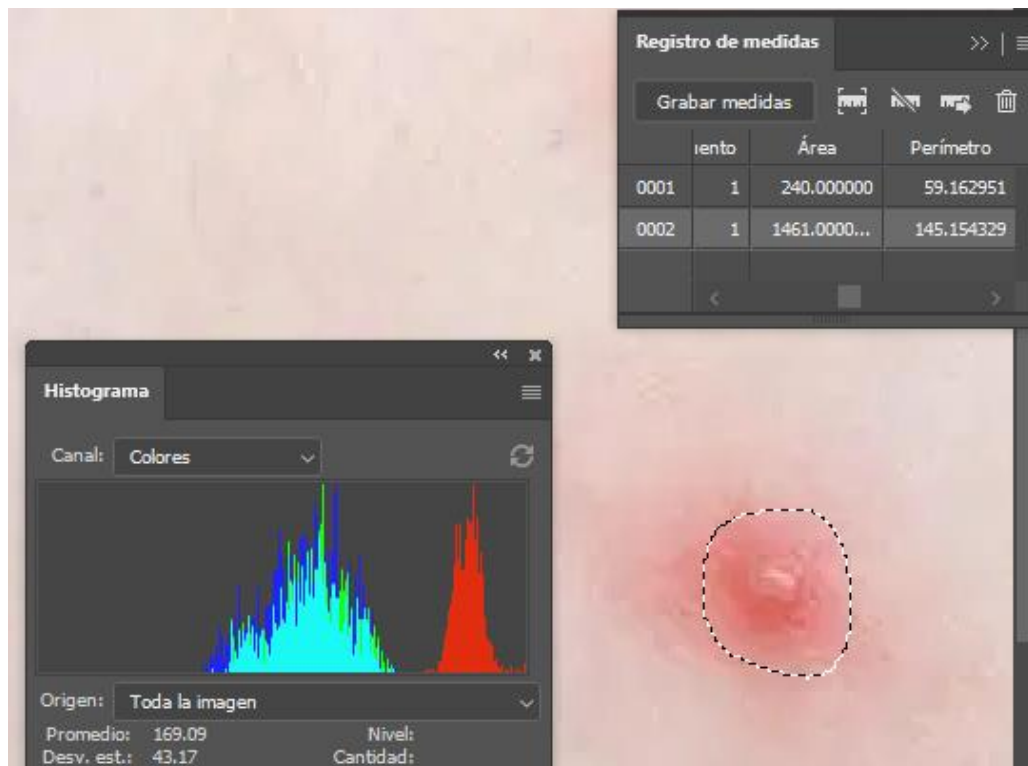 Registro de medidas
Grabar medidas
iento Área Perímetro
0001 1 240.000000 59.162951
0002 1 1461.0000... 145.154329
Histograma
Canal: Colores
Origen: Toda la imagen
Promedio: 169.09 Nivel:
Desv. est.: 43.17 Cantidad: